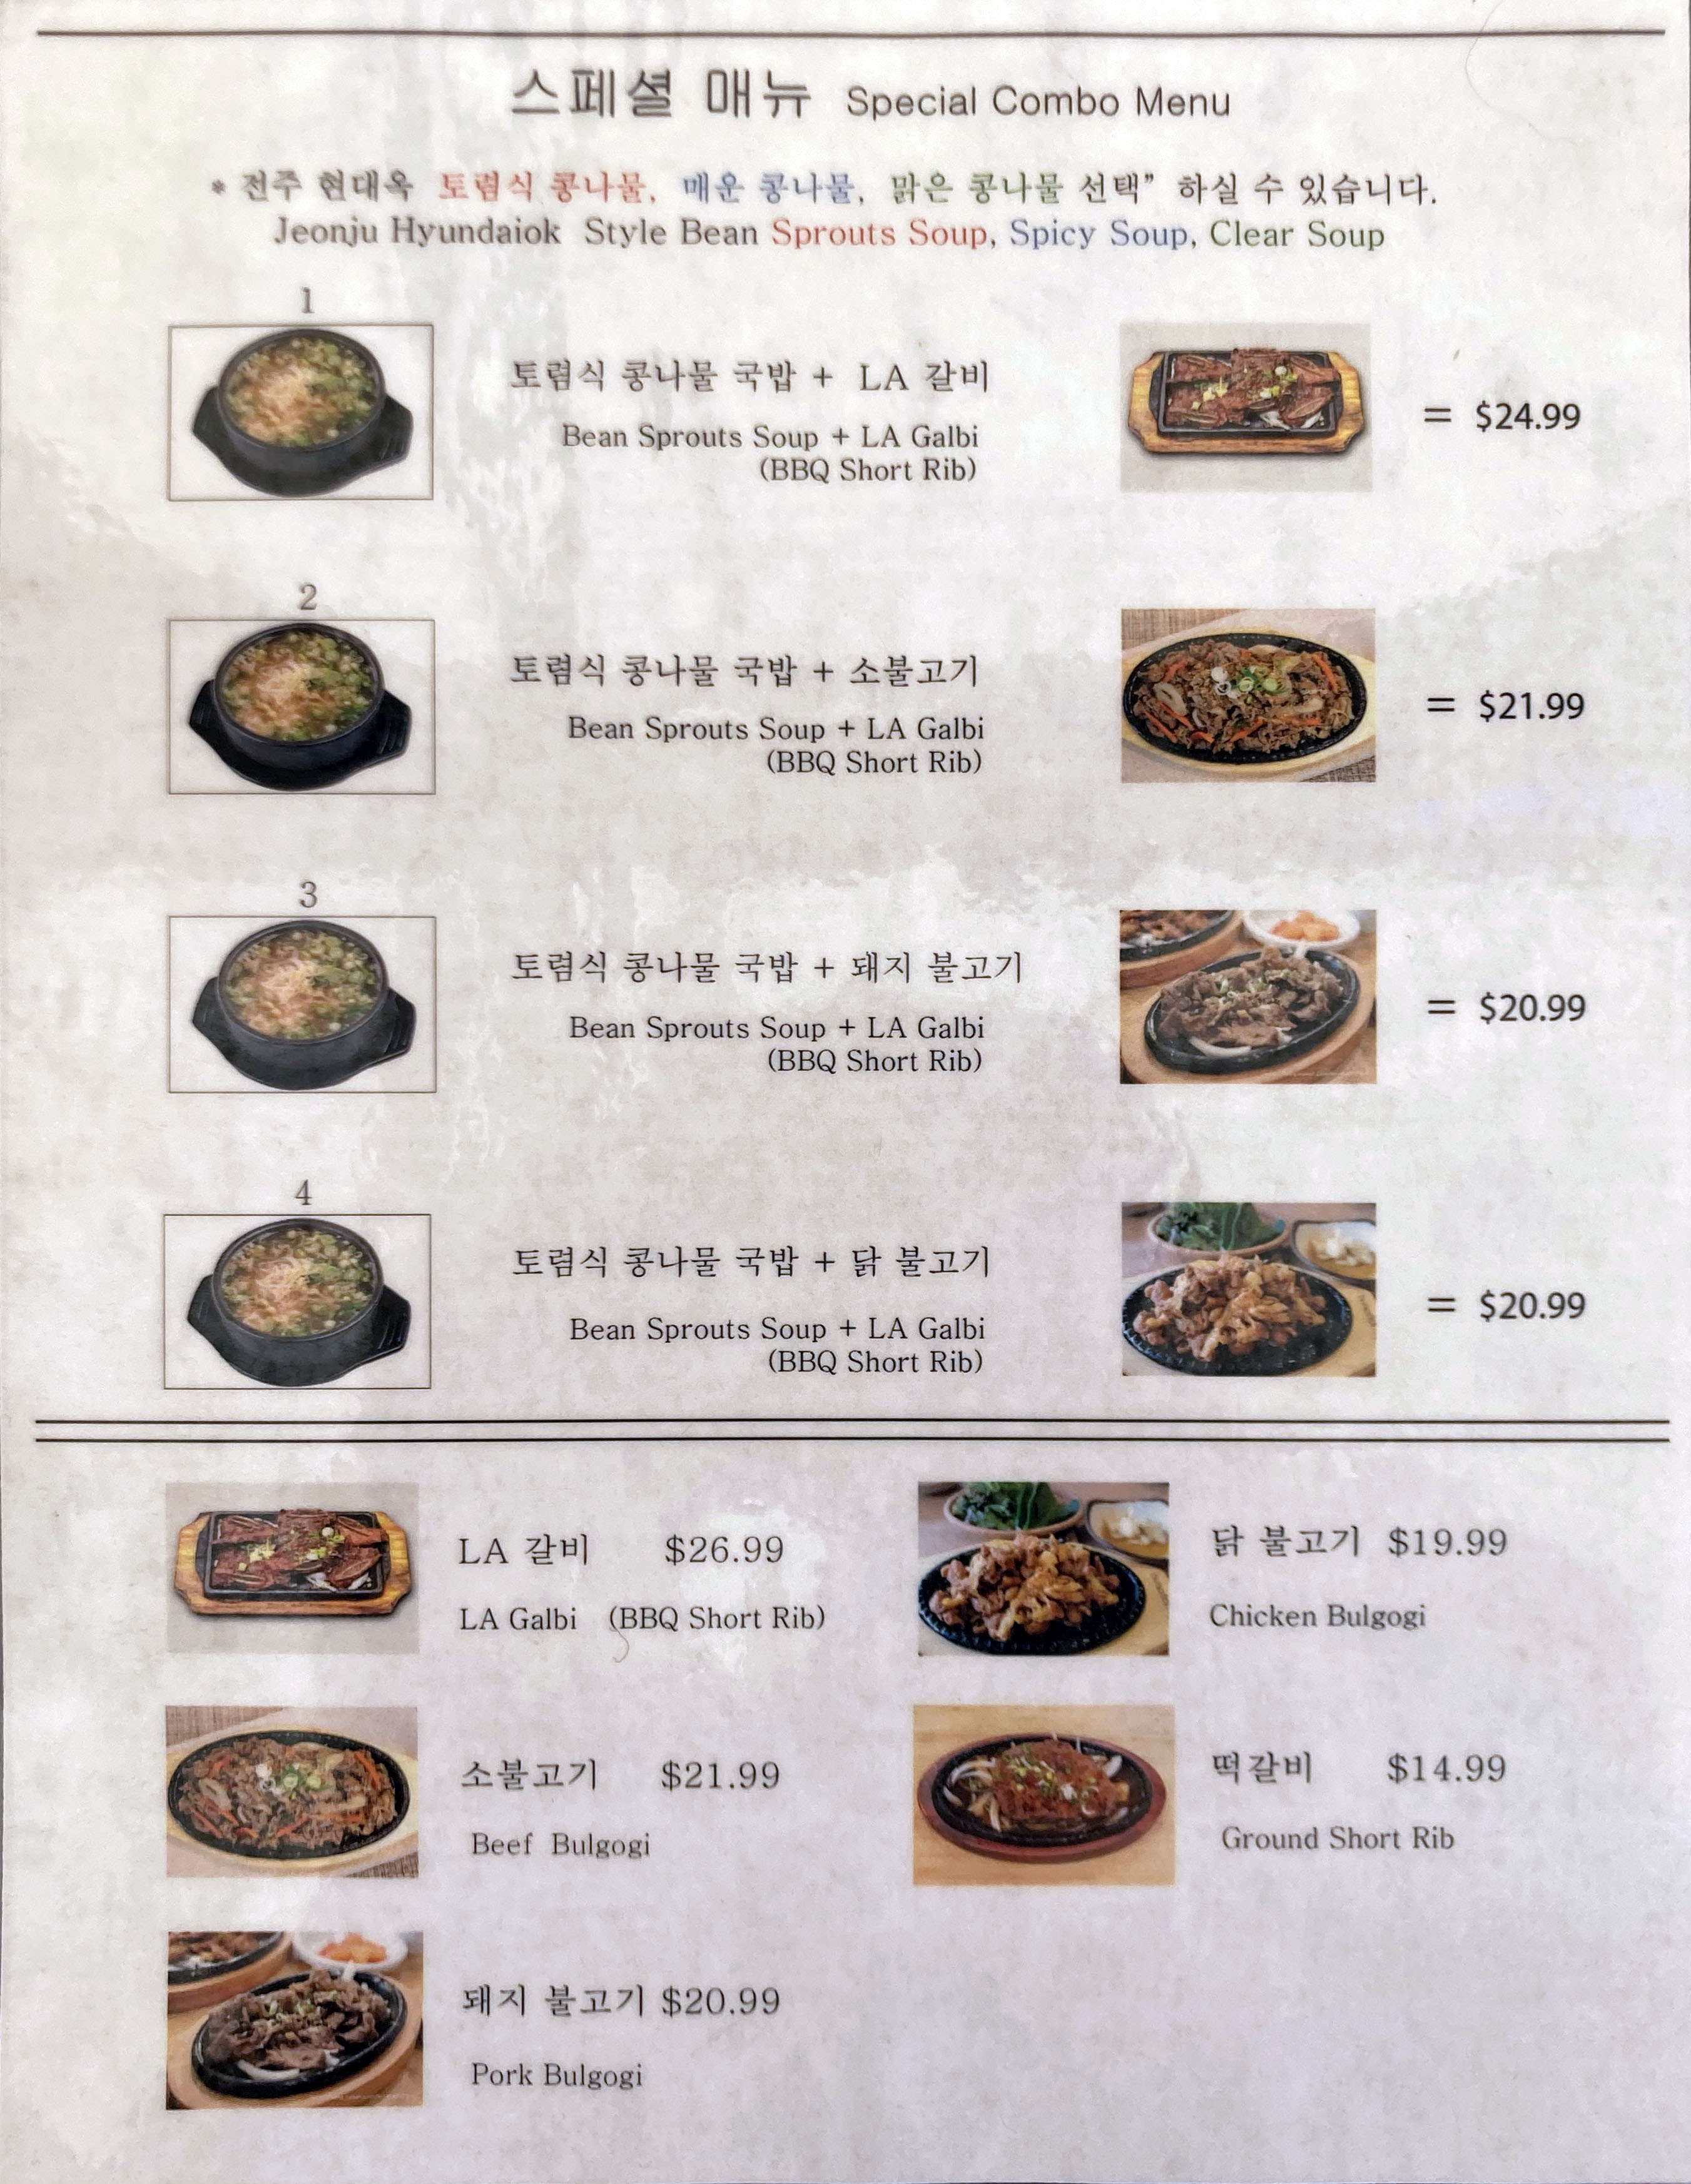 스페셜 매뉴 Special Combo Menu
* 전주 현대옥 토렴식 콩나물, 매운 콩나물, 맑은 콩나물 선택” 하실 수 있습니다.
Jeonju Hyundaiok Style Bean Sprouts Soup, Spicy Soup, Clear Soup
1
토렴식 콩나물 국밥 + LA 갈비
= $24.99
Bean Sprouts Soup + LA Galbi
(BBQ Short Rib)
2
토렴식 콩나물 국밥 + 소불고기
= $21.99
Bean Sprouts Soup + LA Galbi
(BBQ Short Rib)
3
토렴식 콩나물 국밥 + 돼지 불고기
= $20.99
Bean Sprouts Soup + LA Galbi
(BBQ Short Rib)
4
토렴식 콩나물 국밥 + 닭 불고기
= $20.99
Bean Sprouts Soup + LA Galbi
(BBQ Short Rib)
LA 갈비 $26.99
LA Galbi (BBQ Short Rib)
닭 불고기 $19.99
Chicken Bulgogi
소불고기 $21.99
Beef Bulgogi
떡갈비 $14.99
Ground Short Rib
돼지 불고기 $20.99
Pork Bulgogi